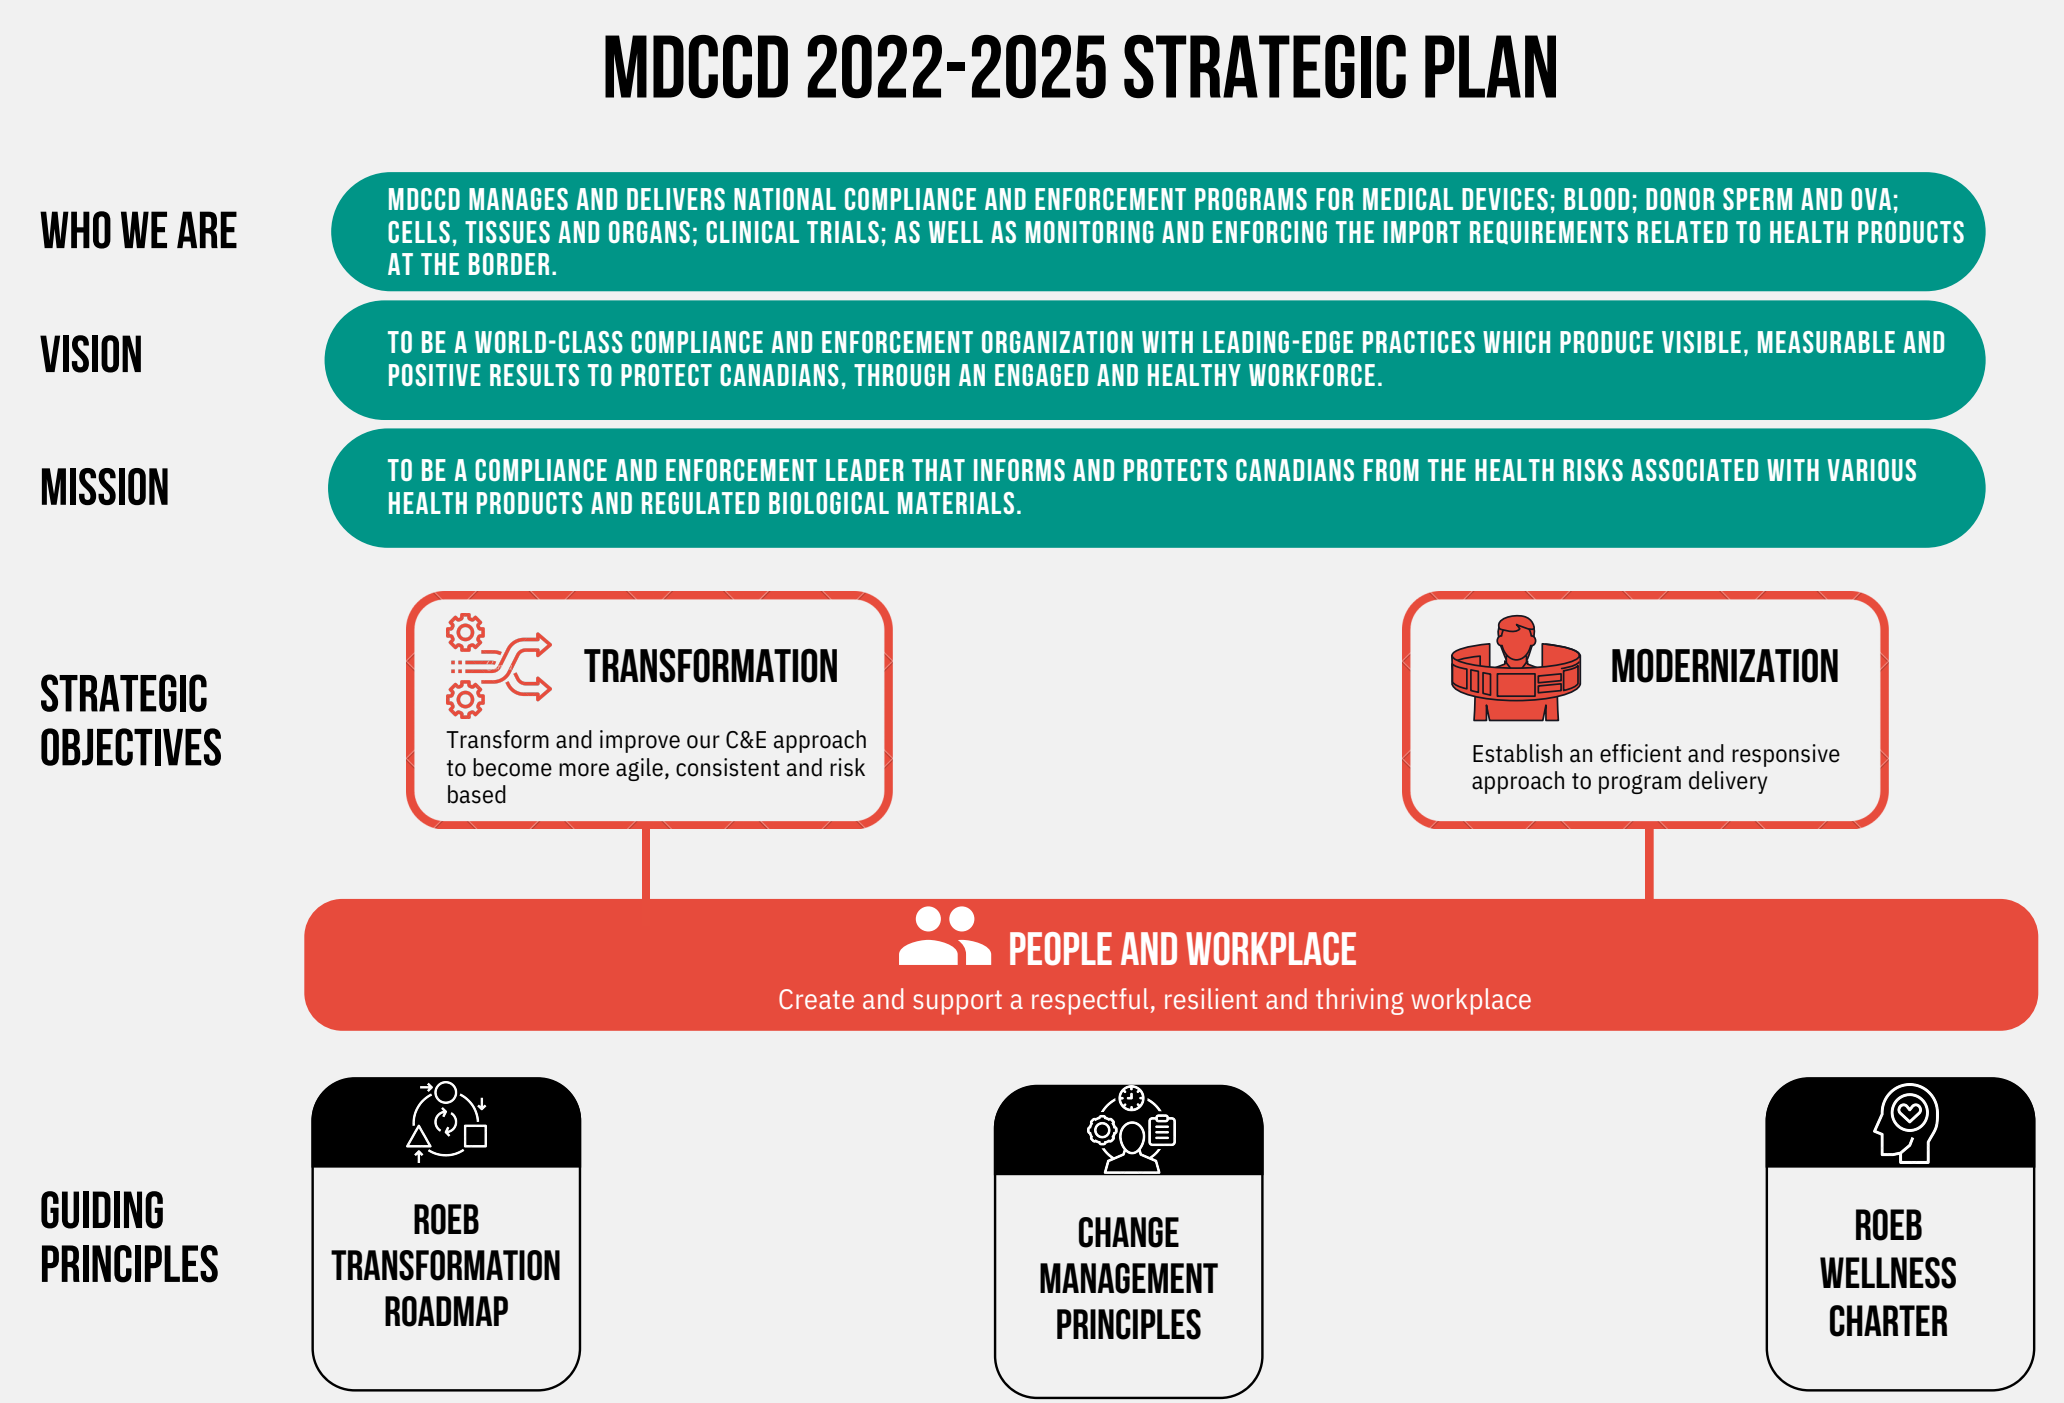 MDCCD 2022-2025 STRATEGIC PLAN
WHO WE ARE
MDCCD MANAGES AND DELIVERS NATIONAL COMPLIANCE AND ENFORCEMENT PROGRAMS FOR MEDICAL DEVICES; BLOOD; DONOR SPERM AND OVA;
CELLS, TISSUES AND ORGANS; CLINICAL TRIALS; AS WELL AS MONITORING AND ENFORCING THE IMPORT REQUIREMENTS RELATED TO HEALTH PRODUCTS
AT THE BORDER.
VISION
TO BE A WORLD-CLASS COMPLIANCE AND ENFORCEMENT ORGANIZATION WITH LEADING-EDGE PRACTICES WHICH PRODUCE VISIBLE, MEASURABLE AND
POSITIVE RESULTS TO PROTECT CANADIANS, THROUGH AN ENGAGED AND HEALTHY WORKFORCE.
MISSION
TO BE A COMPLIANCE AND ENFORCEMENT LEADER THAT INFORMS AND PROTECTS CANADIANS FROM THE HEALTH RISKS ASSOCIATED WITH VARIOUS
HEALTH PRODUCTS AND REGULATED BIOLOGICAL MATERIALS.
STRATEGIC
OBJECTIVES
TRANSFORMATION
Transform and improve our C&E approach
to become more agile, consistent and risk
based
MODERNIZATION
Establish an efficient and responsive
approach to program delivery
PEOPLE AND WORKPLACE
Create and support a respectful, resilient and thriving workplace
GUIDING
PRINCIPLES
ROEB
TRANSFORMATION
ROADMAP
CHANGE
MANAGEMENT
PRINCIPLES
ROEB
WELLNESS
CHARTER